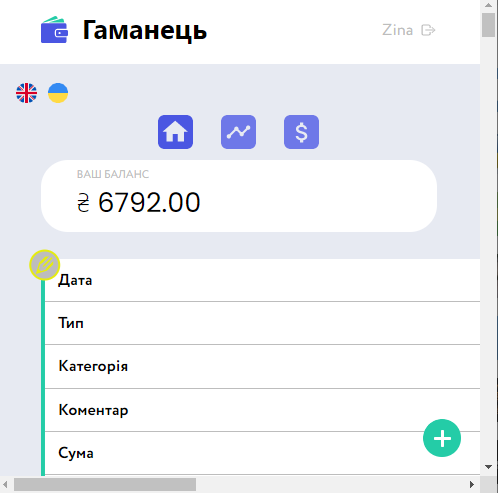 Гаманець
Zina
ВАШ БАЛАНС
₴ 6792.00
Дата
Тип
Категорія
Коментар
Сума